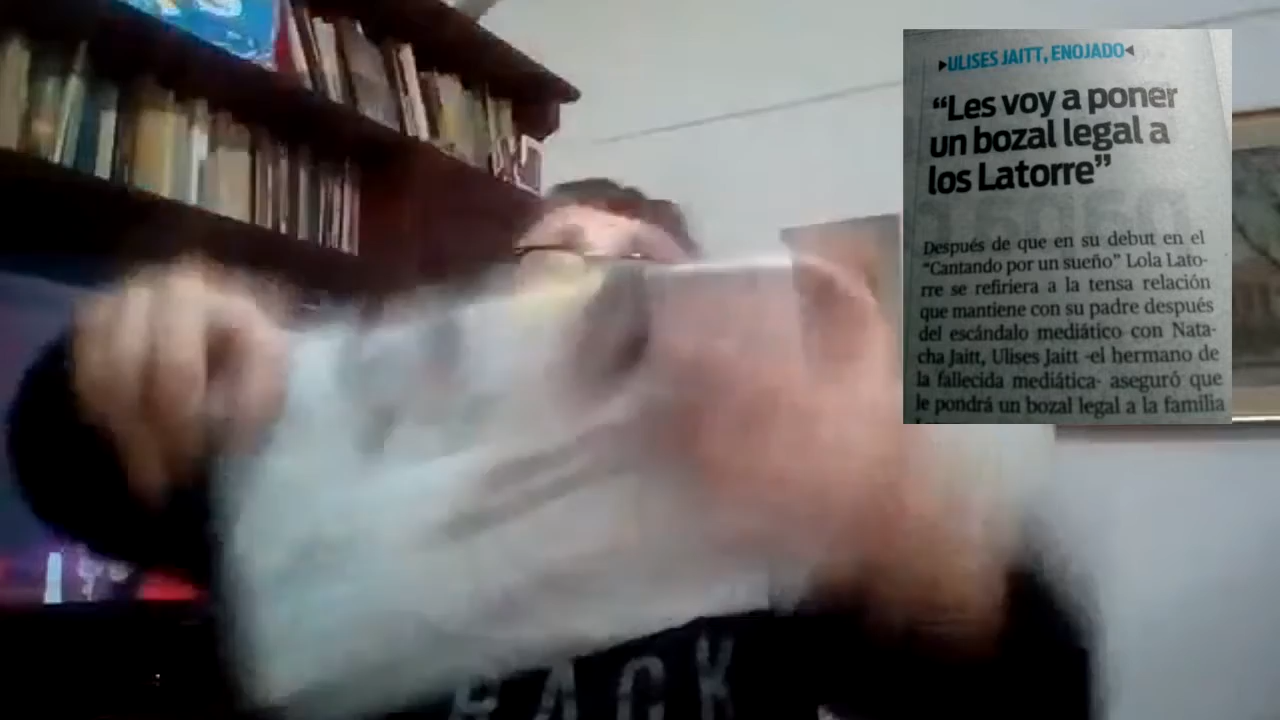 ULISES JAITT, ENOJADO
“Les voy a poner
un bozal legal a
los Latorre”
Después de que en su debut en el
“Cantando por un sueño” Lola Lato-
rre se refiriera a la tensa relación
que mantiene con su padre después
del escándalo mediático con Nata-
cha Jaitt, Ulises Jaitt -el hermano de
la fallecida mediática- aseguró que
le pondrá un bozal legal a la familia